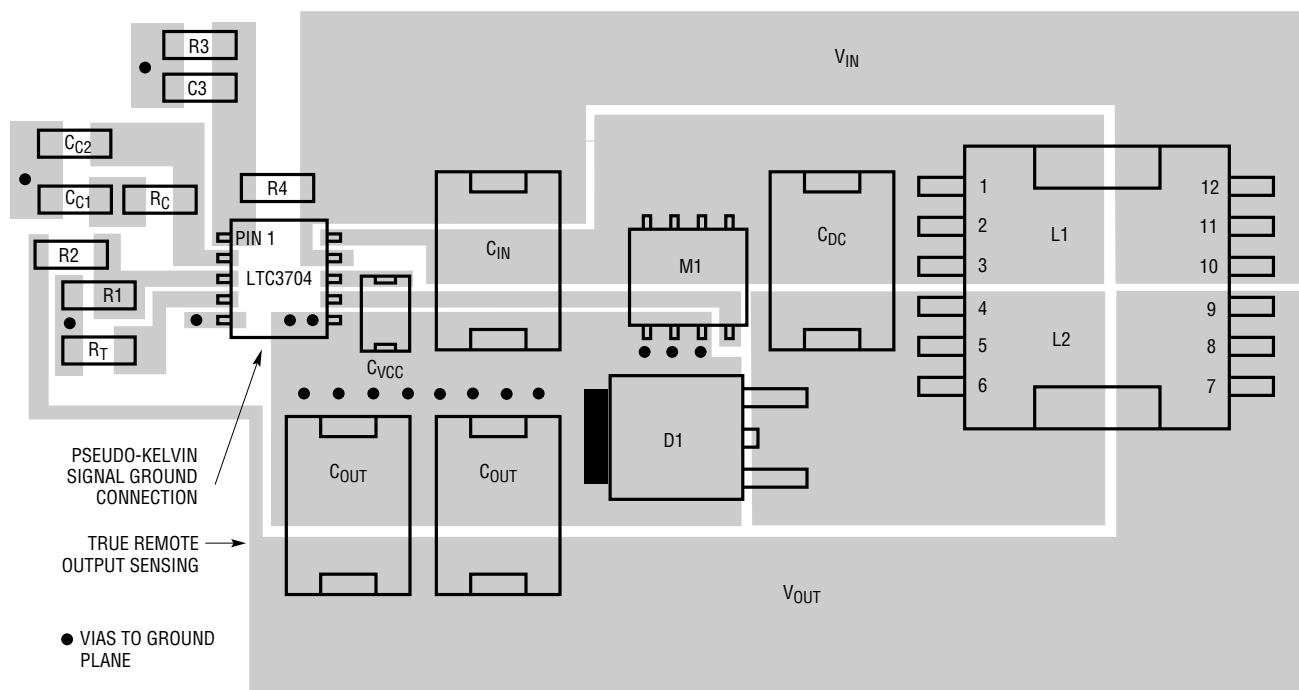 R3
C3
VIN
CC2
CC1
RC
R4
R2
R1
RT
PIN 1
LTC3704
CIN
CVCC
M1
CDC
1
2
3
4
5
6
12
11
10
9
8
7
L1
L2
D1
COUT
COUT
PSEUDO-KELVIN
SIGNAL GROUND
CONNECTION
TRUE REMOTE
OUTPUT SENSING
VOUT
VIAS TO GROUND
PLANE